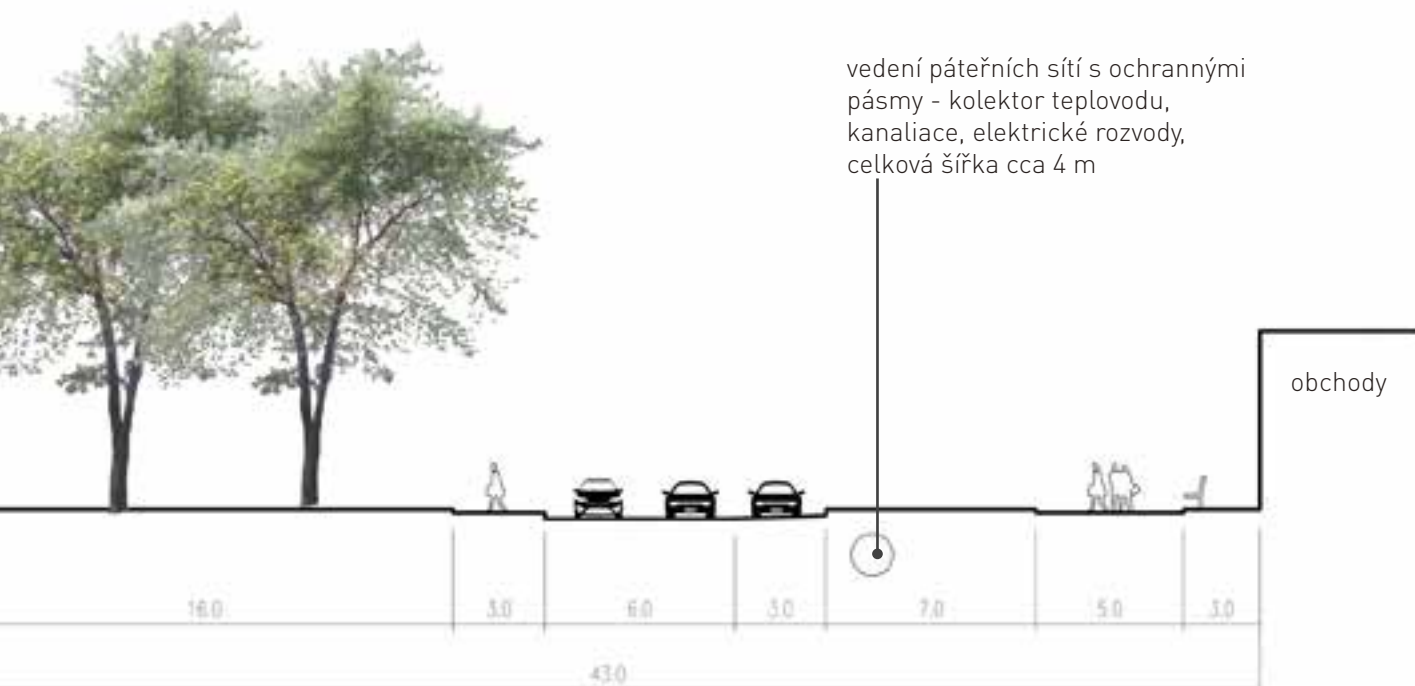 vedení páteřních sítí s ochrannými
pásmy - kolektor teplovodu,
kanaliace, elektrické rozvody,
celková šířka cca 4 m
obchody
16.0 3.0 6.0 3.0 7.0 5.0 3.0
43.0